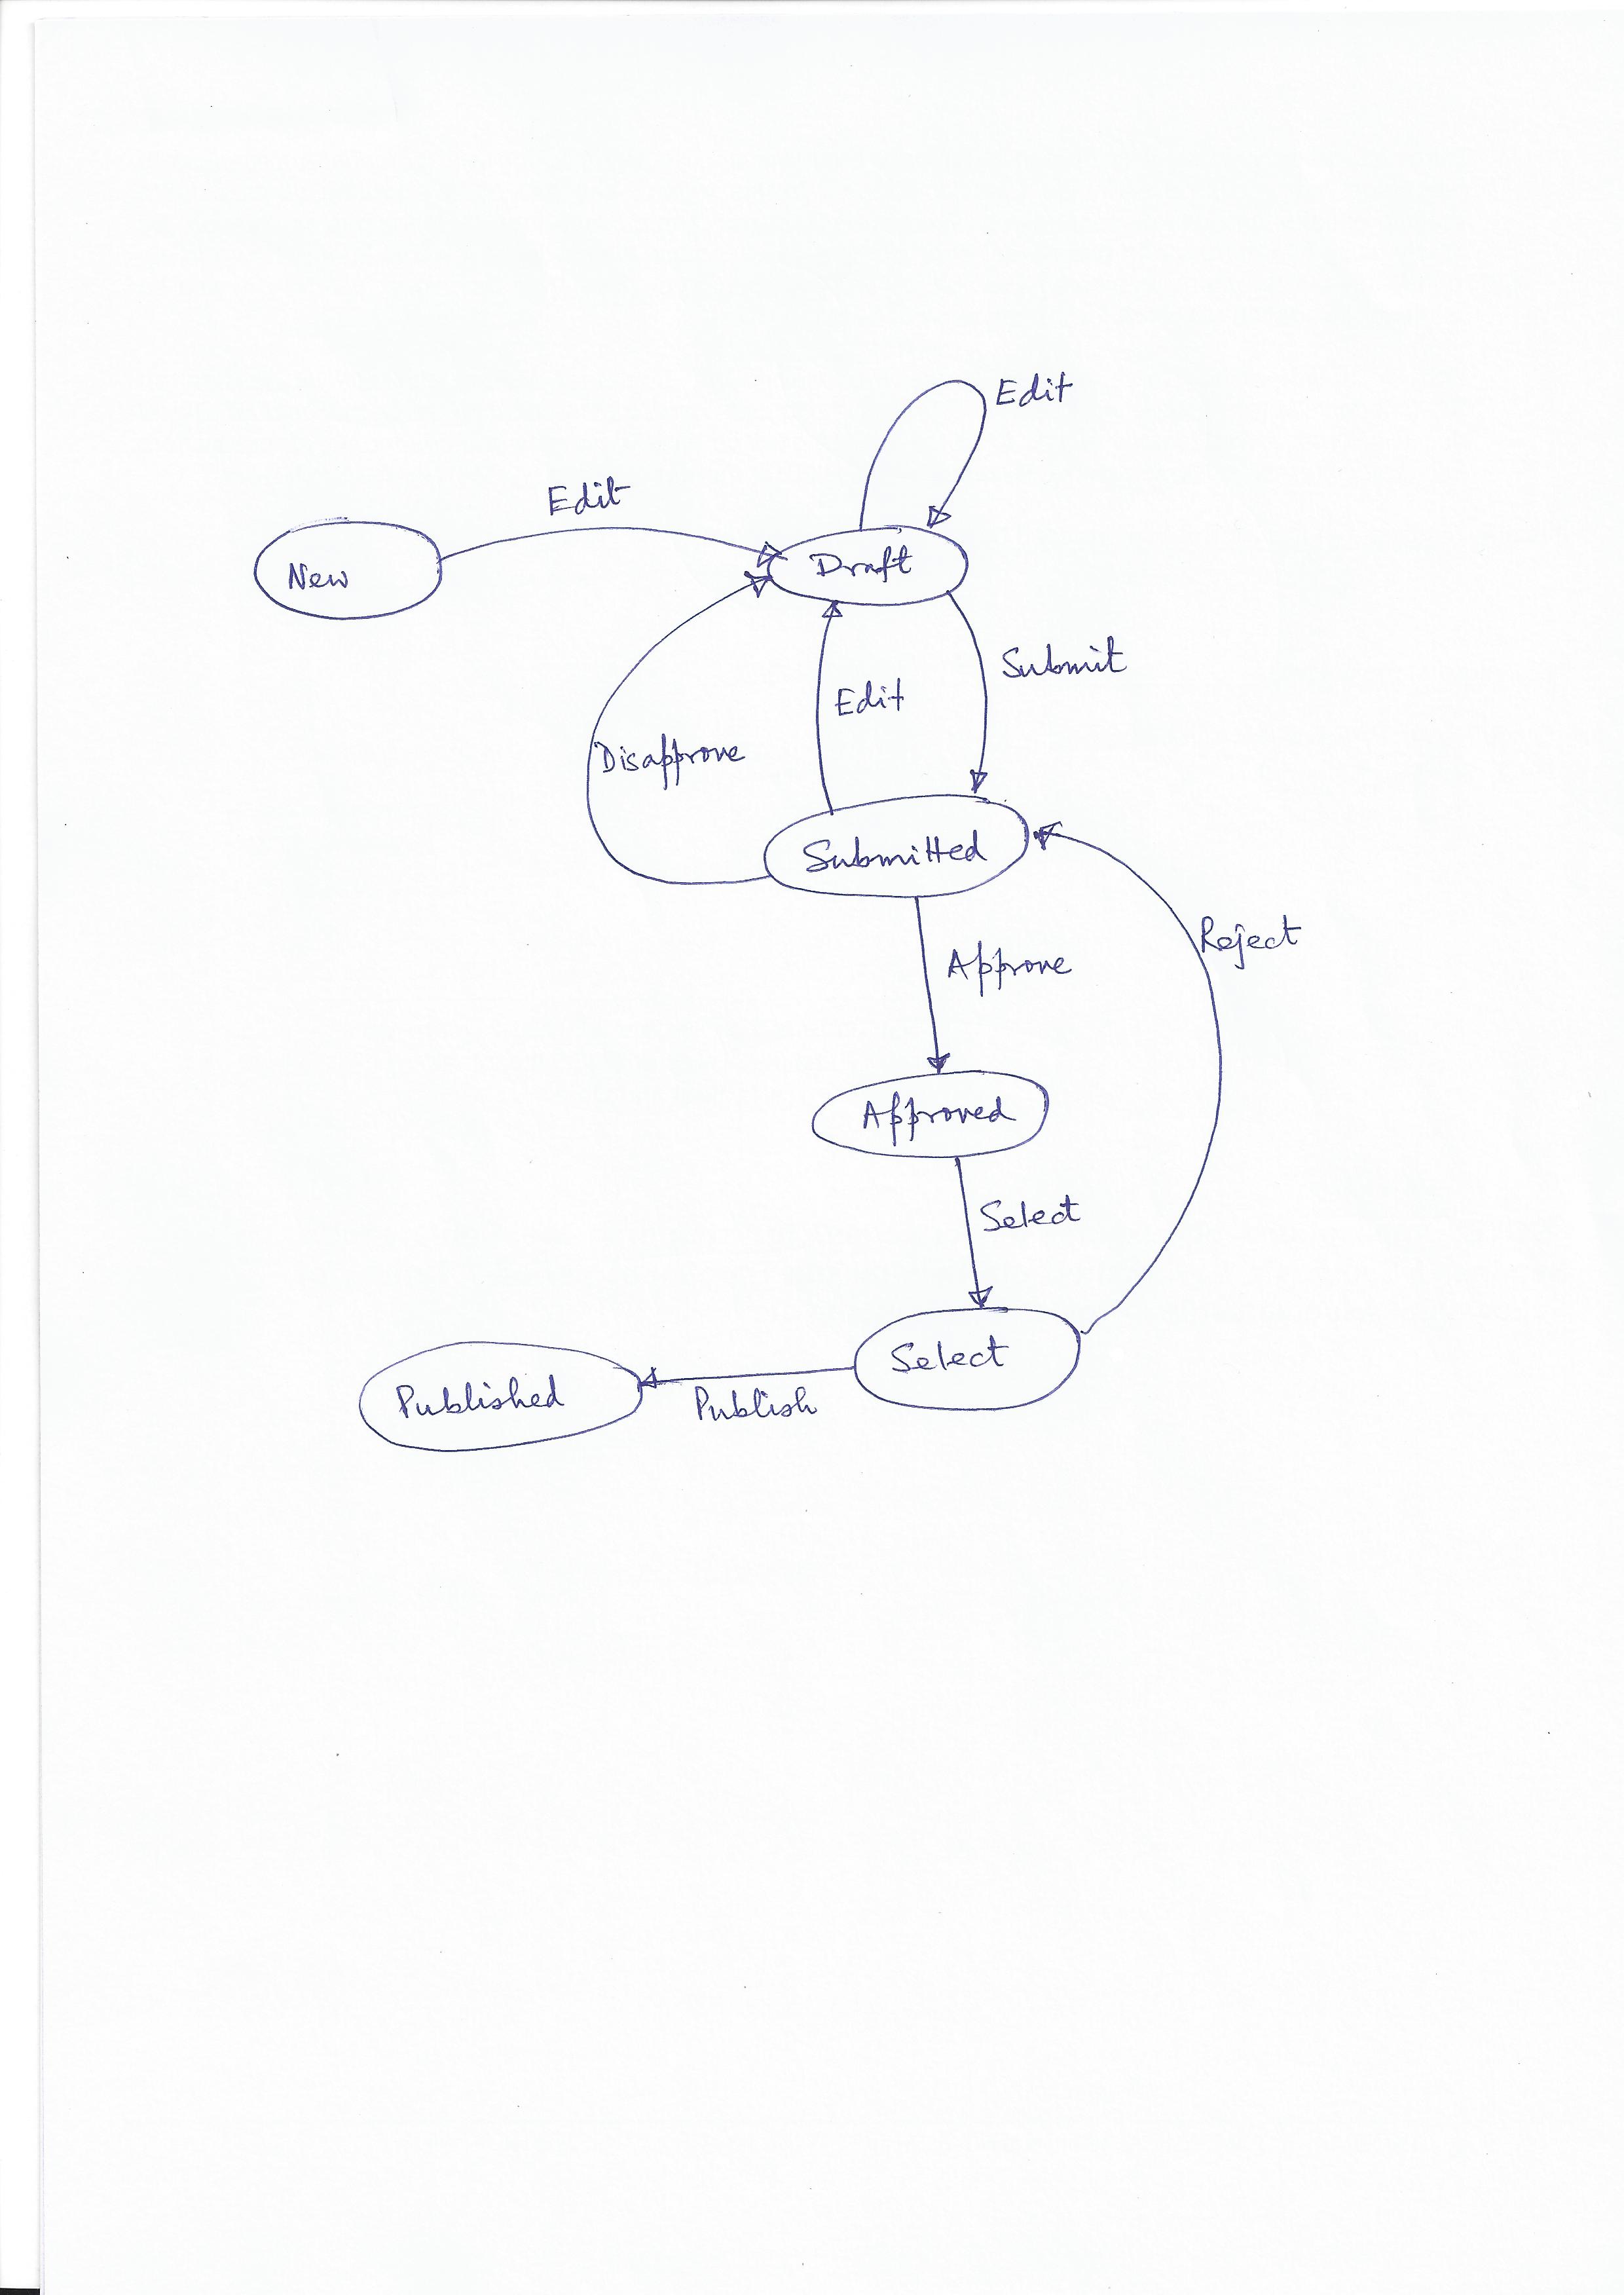 Edit
Edit
New
Draft
Submit
Edit
Disapprove
Submitted
Reject
Approve
Approved
Select
Select
Published
Publish